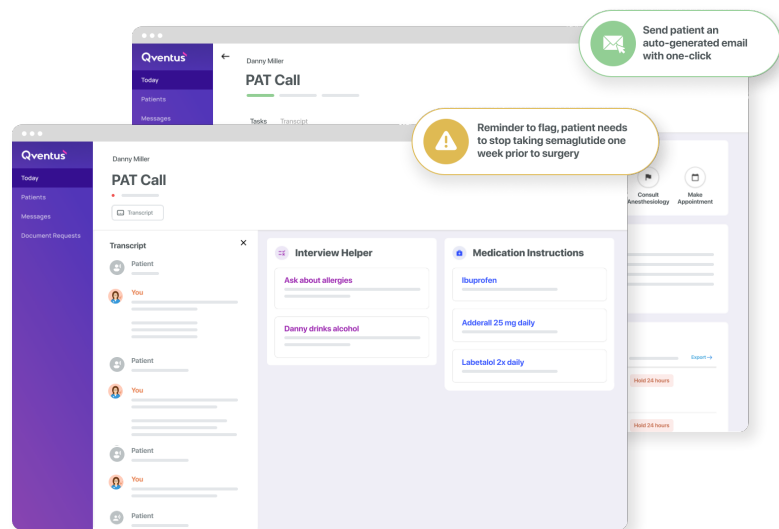 Send patient an
auto-generated email
with one-click
Qventus
Today
Patients
Messages
←
Danny Miller
PAT Call
Tasks
Transcipt
Reminder to flag, patient needs
to stop taking semaglutide one
week prior to surgery
Consult
Anesthesiology
Make
Appointment
Export →
Hold 24 hours
Hold 24 hours
Qventus
Today
Patients
Messages
Document Requests
Danny Miller
PAT Call
Transcript
Transcript
×
Patient
You
Patient
You
Patient
You
Patient
Interview Helper
Ask about allergies
Danny drinks alcohol
Medication Instructions
Ibuprofen
Adderall 25 mg daily
Labetalol 2x daily